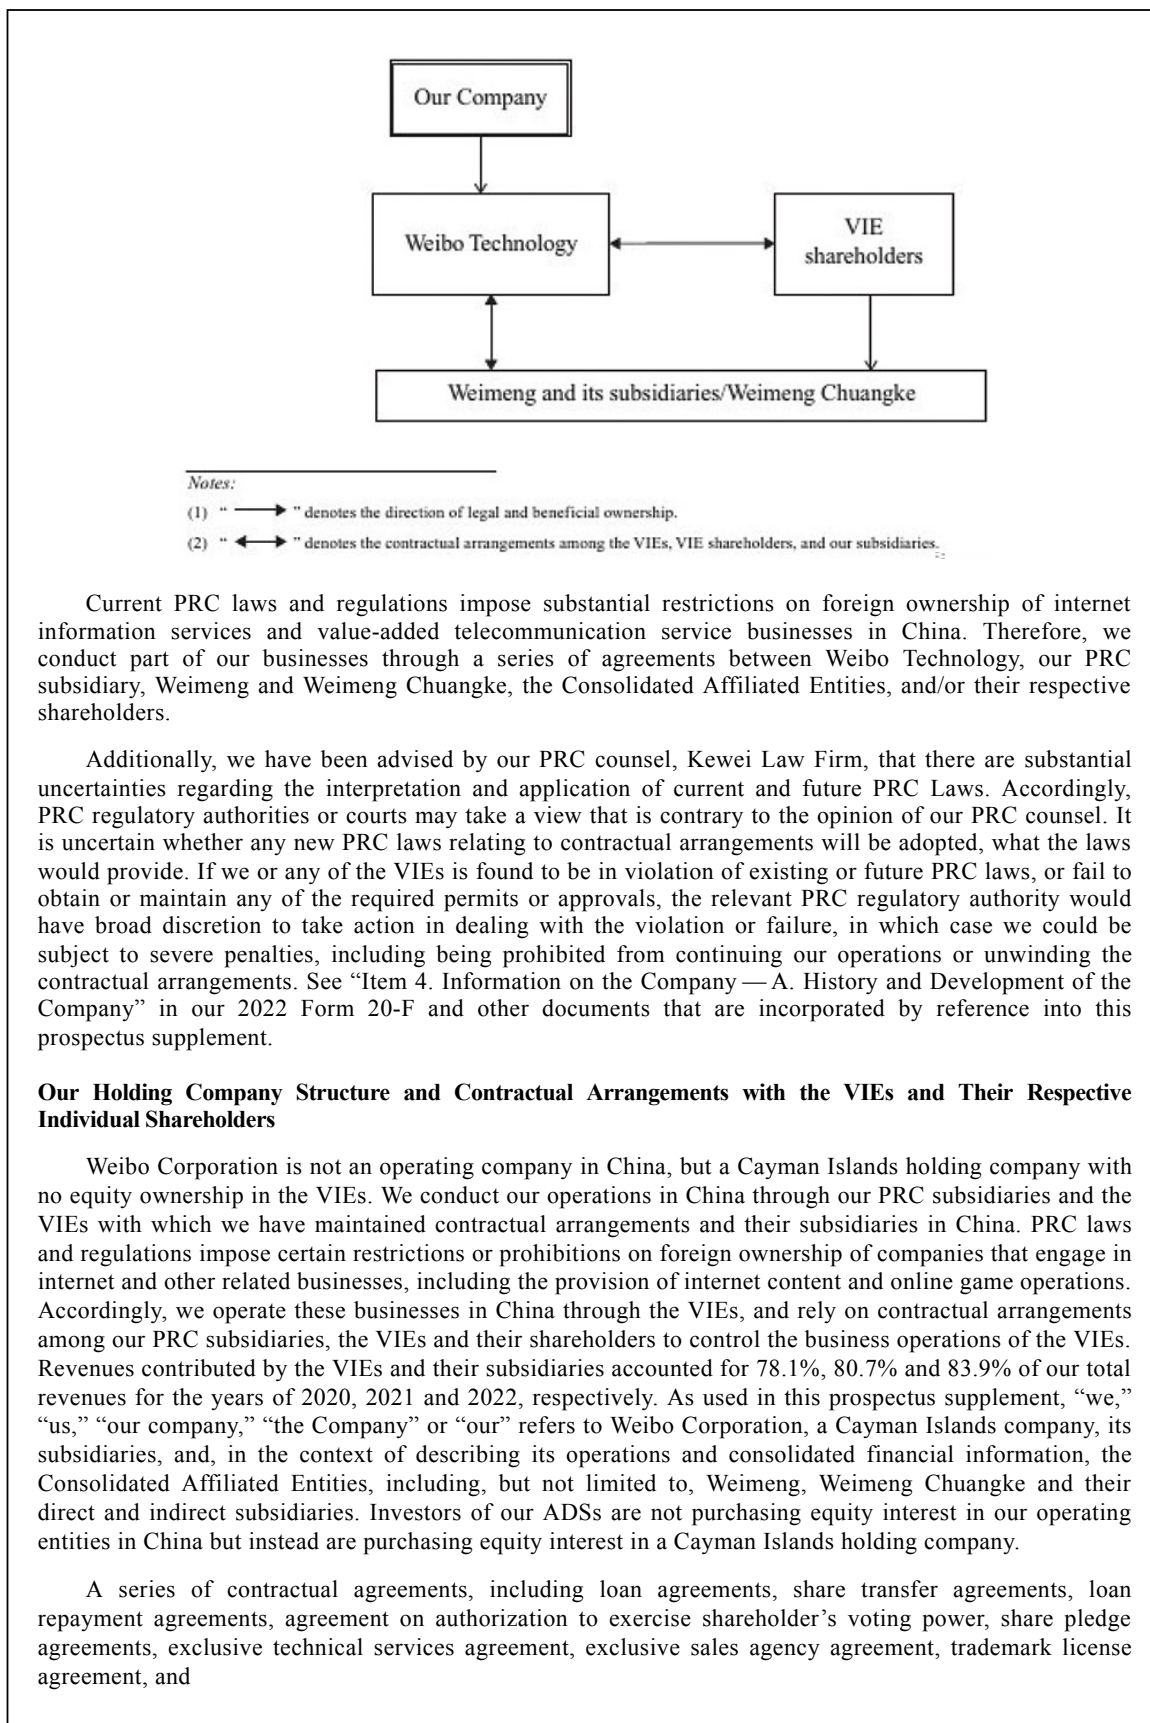 Our Company
Weibo Technology
VIE
shareholders
Weimeng and its subsidiaries/Weimeng Chuangke
Notes:
(1) “ ⟶ ” denotes the direction of legal and beneficial ownership.
(2) “ ⟷ ” denotes the contractual arrangements among the VIEs, VIE shareholders, and our subsidiaries.
Current PRC laws and regulations impose substantial restrictions on foreign ownership of internet
information services and value-added telecommunication service businesses in China. Therefore, we
conduct part of our businesses through a series of agreements between Weibo Technology, our PRC
subsidiary, Weimeng and Weimeng Chuangke, the Consolidated Affiliated Entities, and/or their respective
shareholders.
Additionally, we have been advised by our PRC counsel, Kewei Law Firm, that there are substantial
uncertainties regarding the interpretation and application of current and future PRC Laws. Accordingly,
PRC regulatory authorities or courts may take a view that is contrary to the opinion of our PRC counsel. It
is uncertain whether any new PRC laws relating to contractual arrangements will be adopted, what the laws
would provide. If we or any of the VIEs is found to be in violation of existing or future PRC laws, or fail to
obtain or maintain any of the required permits or approvals, the relevant PRC regulatory authority would
have broad discretion to take action in dealing with the violation or failure, in which case we could be
subject to severe penalties, including being prohibited from continuing our operations or unwinding the
contractual arrangements. See “Item 4. Information on the Company — A. History and Development of the
Company” in our 2022 Form 20-F and other documents that are incorporated by reference into this
prospectus supplement.
Our Holding Company Structure and Contractual Arrangements with the VIEs and Their Respective
Individual Shareholders
Weibo Corporation is not an operating company in China, but a Cayman Islands holding company with
no equity ownership in the VIEs. We conduct our operations in China through our PRC subsidiaries and the
VIEs with which we have maintained contractual arrangements and their subsidiaries in China. PRC laws
and regulations impose certain restrictions or prohibitions on foreign ownership of companies that engage in
internet and other related businesses, including the provision of internet content and online game operations.
Accordingly, we operate these businesses in China through the VIEs, and rely on contractual arrangements
among our PRC subsidiaries, the VIEs and their shareholders to control the business operations of the VIEs.
Revenues contributed by the VIEs and their subsidiaries accounted for 78.1%, 80.7% and 83.9% of our total
revenues for the years of 2020, 2021 and 2022, respectively. As used in this prospectus supplement, “we,”
“us,” “our company,” “the Company” or “our” refers to Weibo Corporation, a Cayman Islands company, its
subsidiaries, and, in the context of describing its operations and consolidated financial information, the
Consolidated Affiliated Entities, including, but not limited to, Weimeng, Weimeng Chuangke and their
direct and indirect subsidiaries. Investors of our ADSs are not purchasing equity interest in our operating
entities in China but instead are purchasing equity interest in a Cayman Islands holding company.
A series of contractual agreements, including loan agreements, share transfer agreements, loan
repayment agreements, agreement on authorization to exercise shareholder’s voting power, share pledge
agreements, exclusive technical services agreement, exclusive sales agency agreement, trademark license
agreement, and